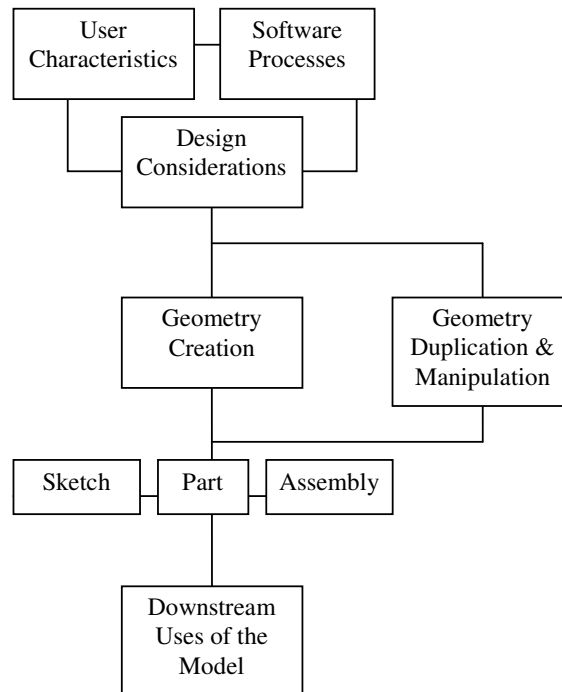 User
Characteristics
Software
Processes
Design
Considerations
Geometry
Creation
Geometry
Duplication &
Manipulation
Sketch
Part
Assembly
Downstream
Uses of the
Model